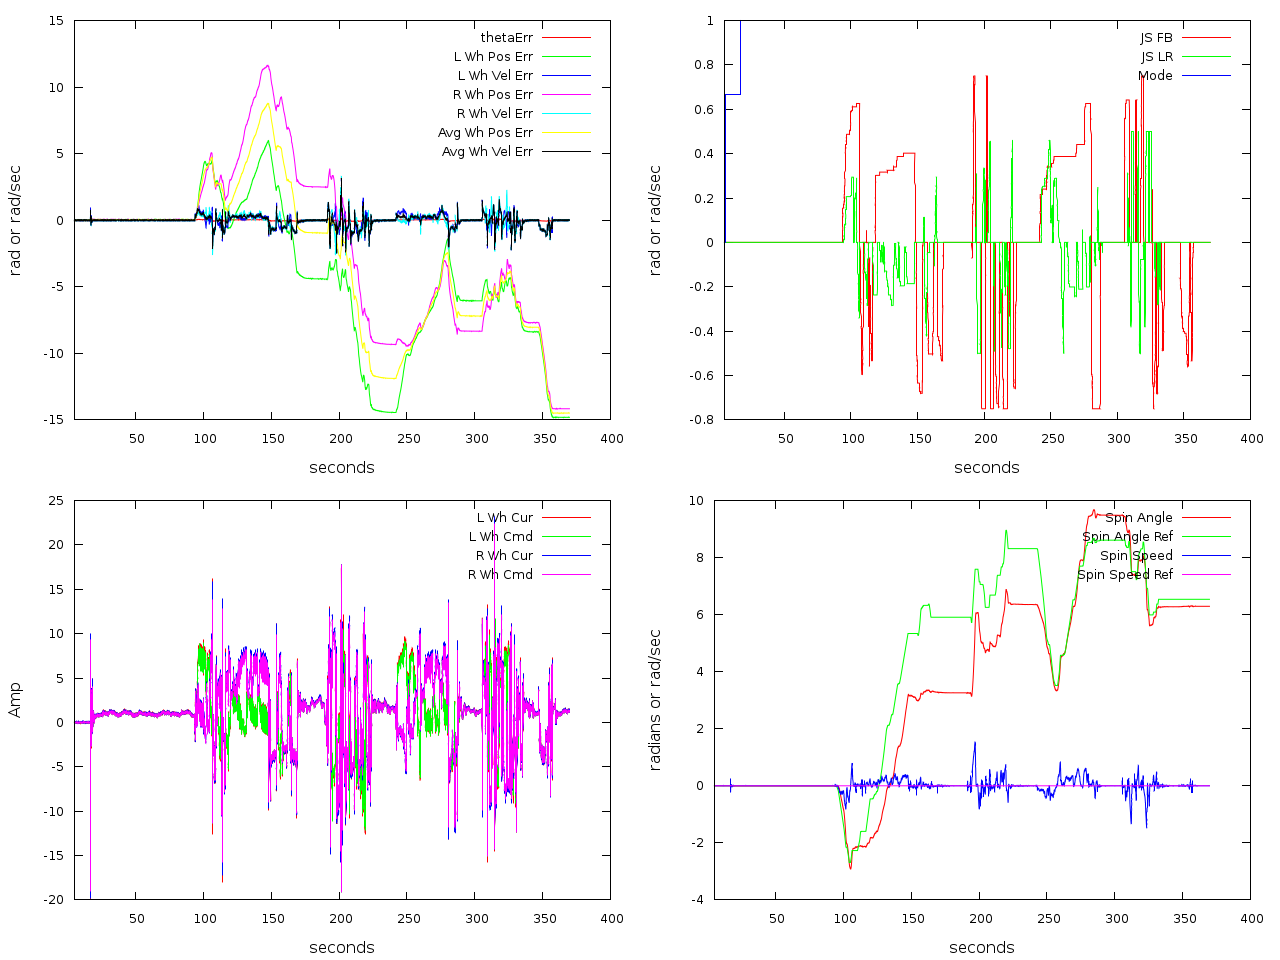 15
10
5
0
-5
-10
-15
rad or rad/sec
thetaErr
L Wh Pos Err
L Wh Vel Err
R Wh Pos Err
R Wh Vel Err
Avg Wh Pos Err
Avg Wh Vel Err
50 100 150 200 250 300 350 400
seconds
1
0.8
0.6
0.4
0.2
0
-0.2
-0.4
-0.6
-0.8
rad or rad/sec
JS FB
JS LR
Mode
50 100 150 200 250 300 350 400
seconds
25
20
15
10
5
0
-5
-10
-15
-20
Amp
L Wh Cur
L Wh Cmd
R Wh Cur
R Wh Cmd
50 100 150 200 250 300 350 400
seconds
10
8
6
4
2
0
-2
-4
radians or rad/sec
Spin Angle
Spin Angle Ref
Spin Speed
Spin Speed Ref
50 100 150 200 250 300 350 400
seconds